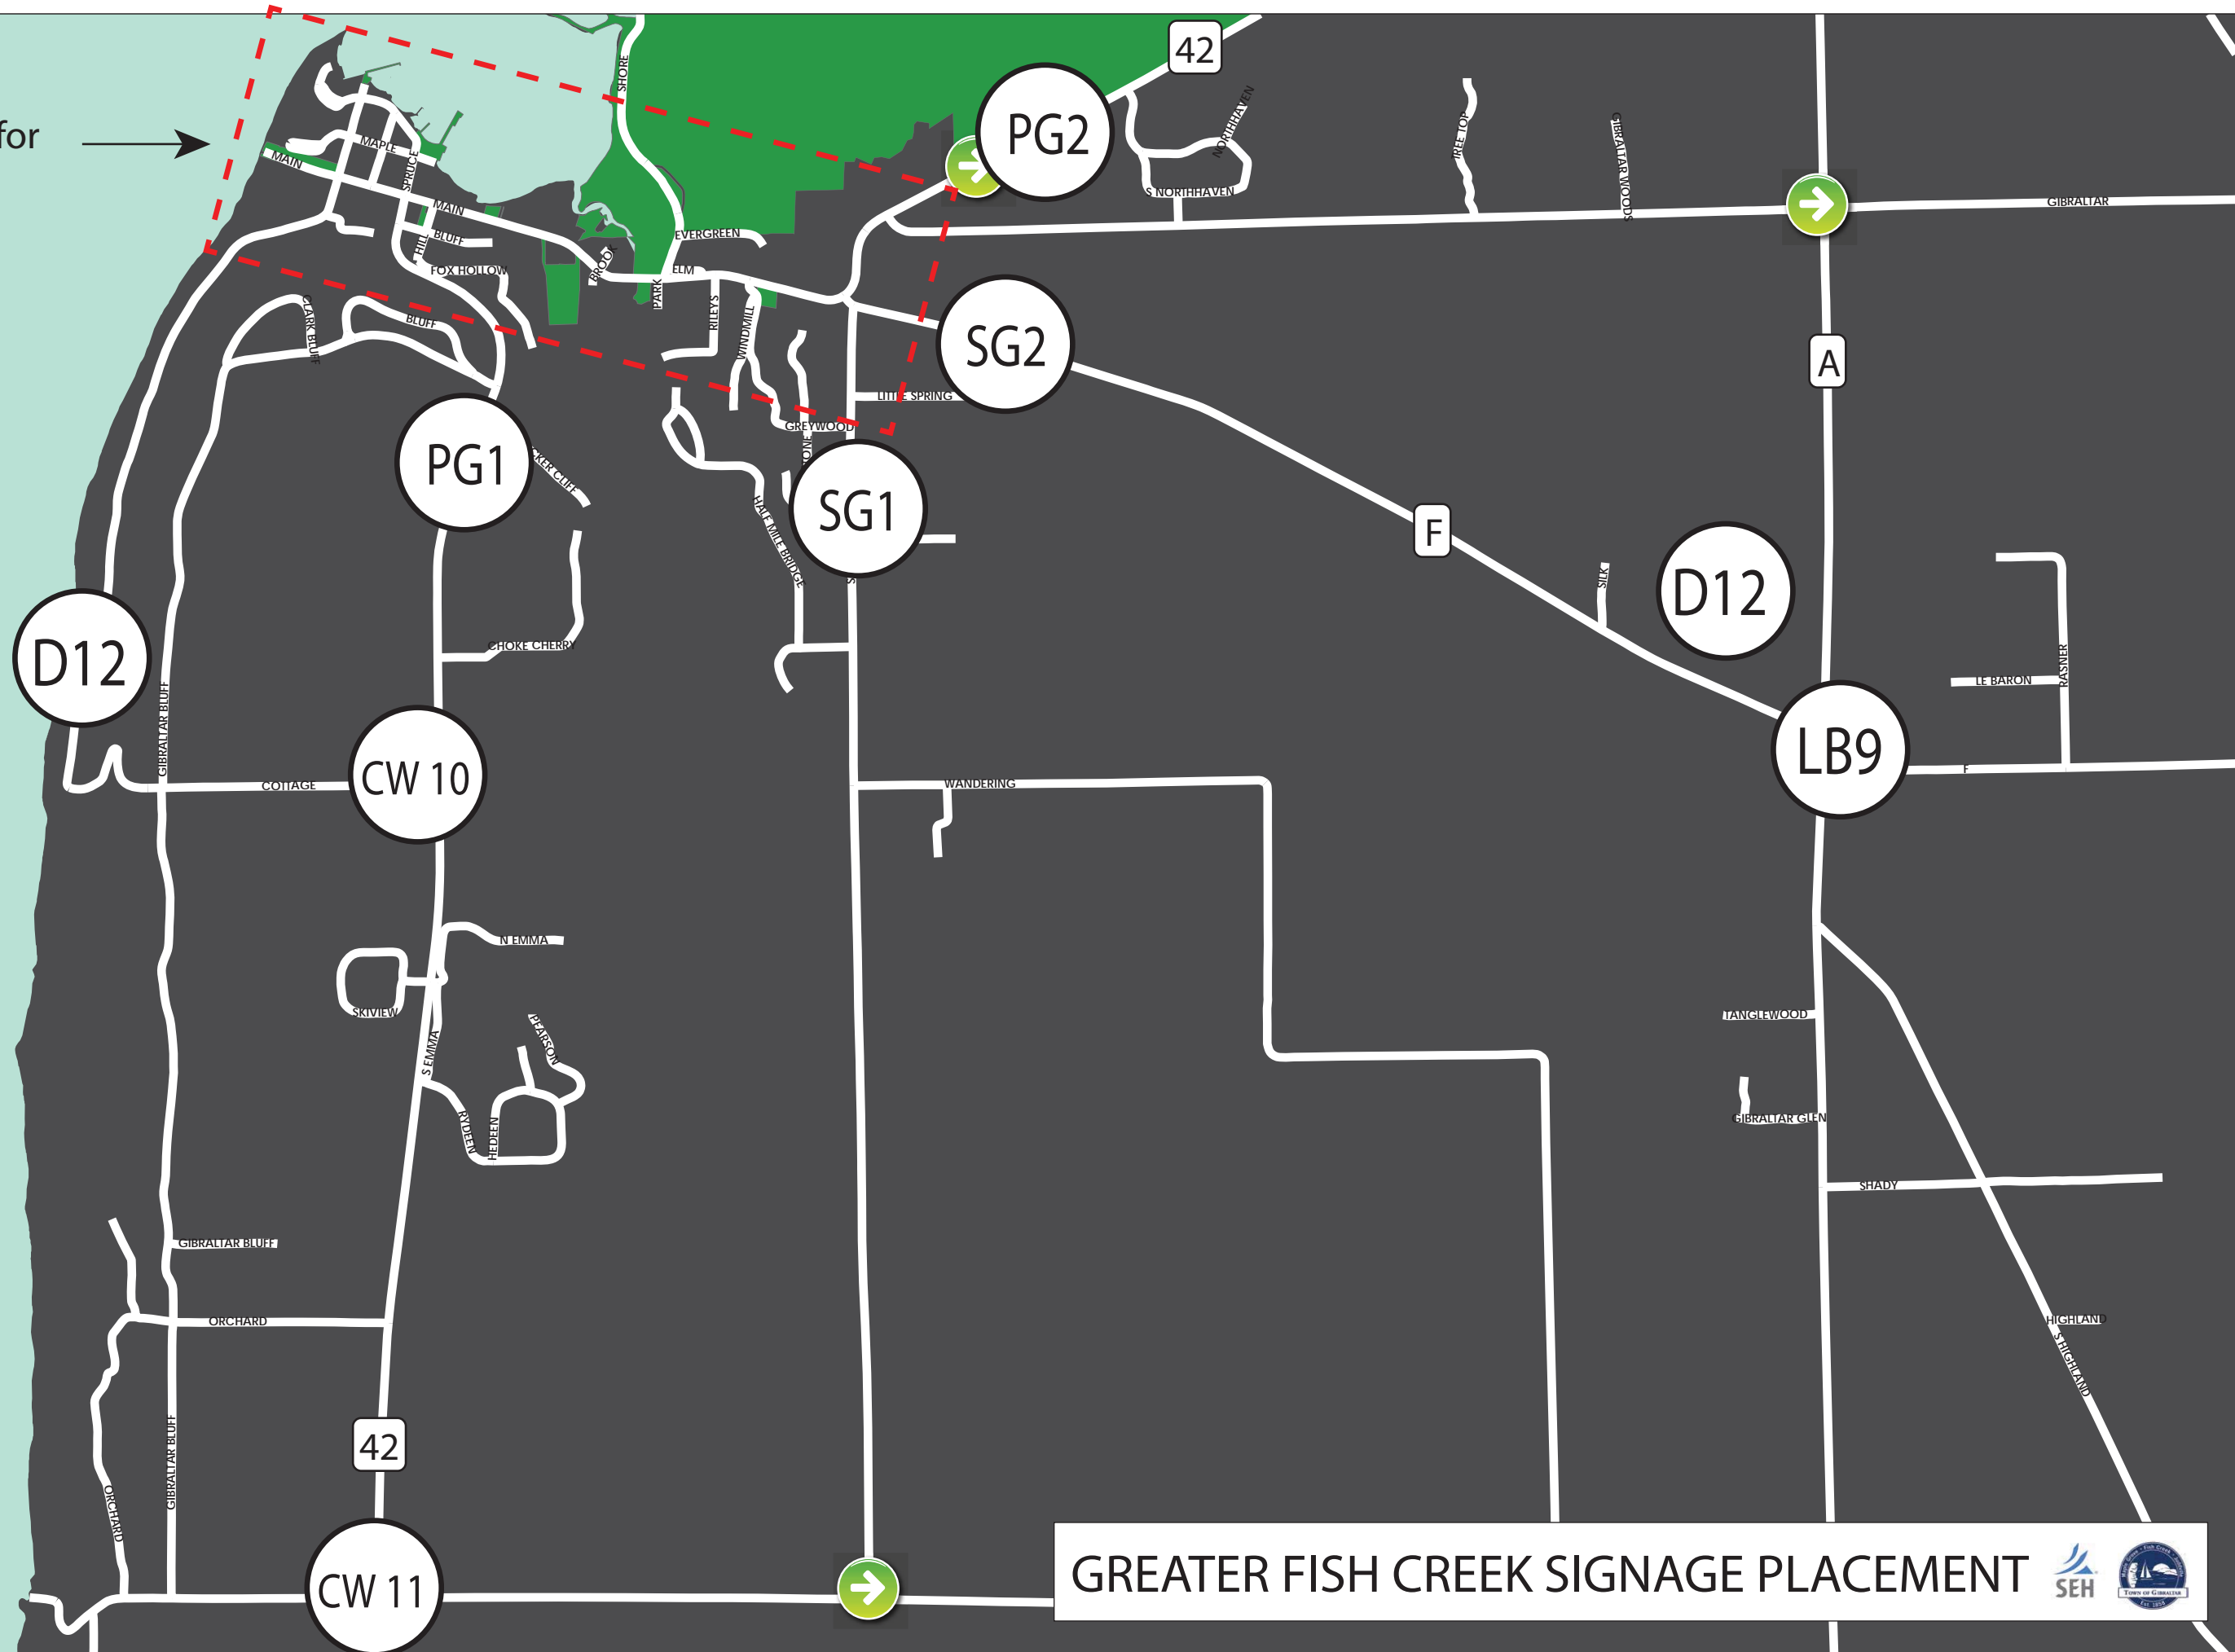 for
42
SHORE
NORTHHAVEN
TREE TOP
GIBRALTAR WOODS
PG2
MAPLE
MAIN
SPRUCE
S NORTHHAVEN
GIBRALTAR
MAIN
EVERGREEN
HILL
BLUFF
BROOK
FOX HOLLOW
ELM
PARK
RILEYS
WINDMILL
CLARK BLUFF
BLUFF
SG2
A
LITTLE SPRING
GREYWOOD
PG1
SG1
F
HALF MILE BRIDGE
SILK
D12
D12
CHOKE CHERRY
LE BARON
RASNER
GIBRALTAR BLUFF
LB9
F
COTTAGE
CW 10
WANDERING
N EMMA
SKIVIEW
S EMMA
PEARSON
TANGLEWOOD
RYDEEN
HEDEEN
GIBRALTAR GLEN
SHADY
GIBRALTAR BLUFF
ORCHARD
HIGHLAND
S HIGHLAND
42
GIBRALTAR BLUFF
ORCHARD
CW 11
GREATER FISH CREEK SIGNAGE PLACEMENT
SEH
TOWN OF GIBRALTAR